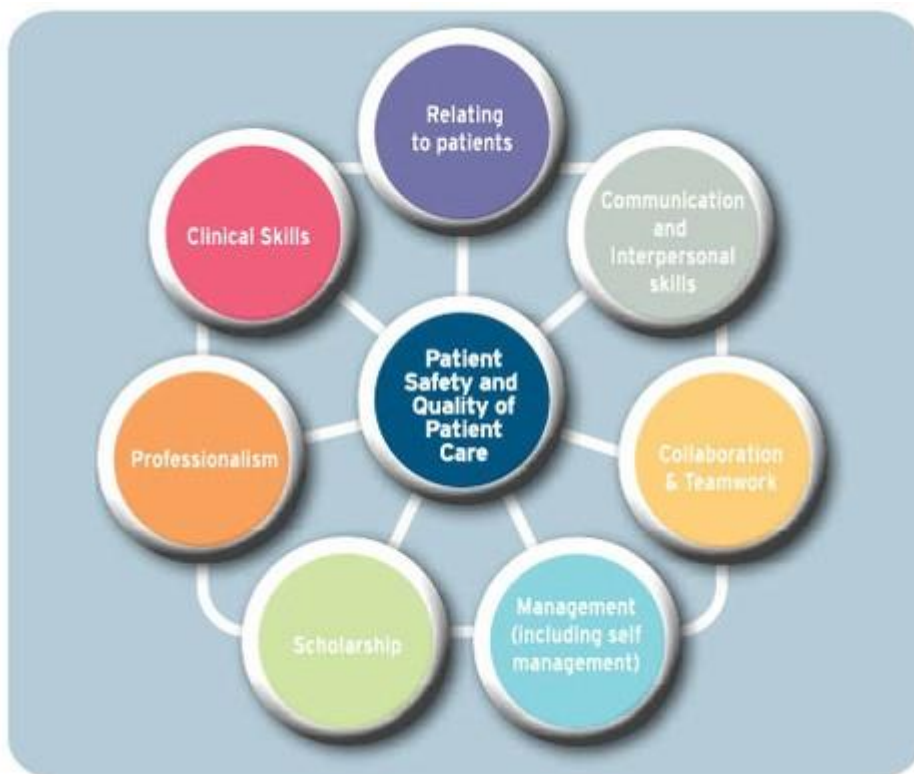 Relating
to patients
Communication
and
Interpersonal
skills
Clinical Skills
Patient
Safety and
Quality of
Patient
Care
Professionalism
Collaboration
& Teamwork
Scholarship
Management
(including self
management)